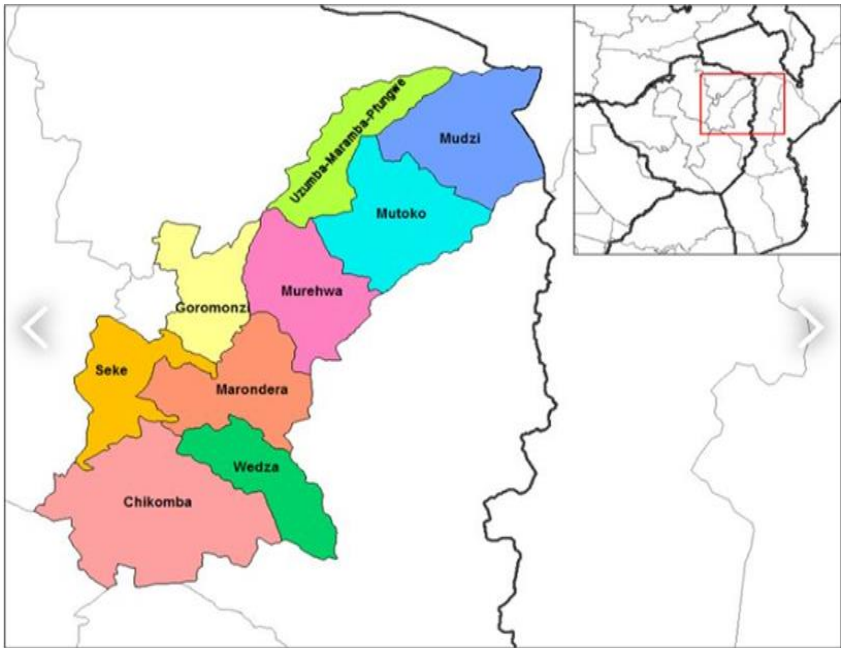 Uzumba-Maramba-Pfungwe
Mudzi
Mutoko
Murehwa
Goromonzi
Seke
Marondera
Wedza
Chikomba